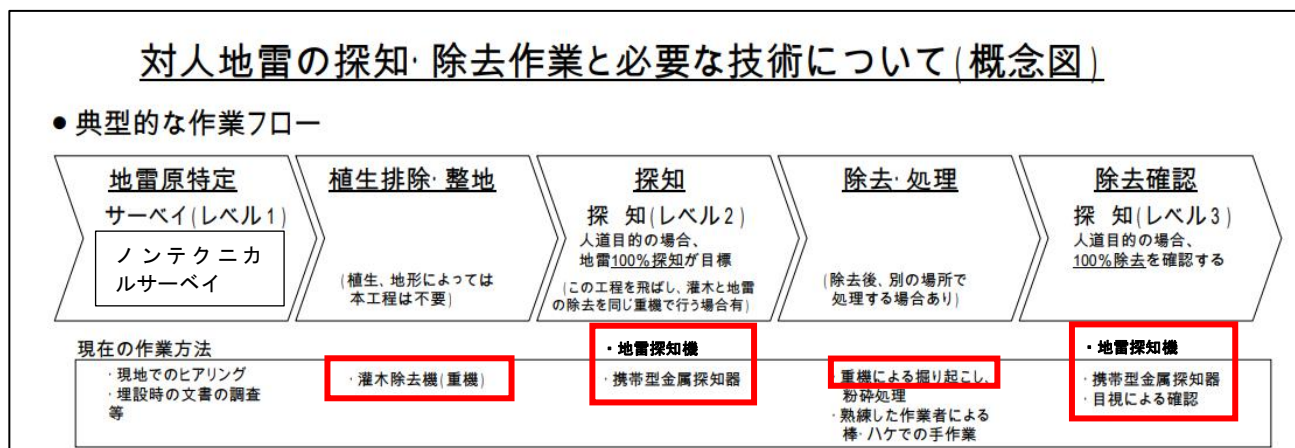 対人地雷の探知・除去作業と必要な技術について(概念図)
● 典型的な作業フロー
地雷原特定
サーベイ(レベル1)
ノンテクニカ
ルサーベイ
植生排除・整地
(植生、地形によっては
本工程は不要)
探知
探 知(レベル2)
人道目的の場合、
地雷100%探知が目標
(この工程を飛ばし、灌木と地雷
の除去を同じ重機で行う場合有)
除去・処理
(除去後、別の場所で
処理する場合あり)
除去確認
探 知(レベル3)
人道目的の場合、
100%除去を確認する
現在の作業方法
・現地でのヒアリング
・埋設時の文書の調査
等
・灌木除去機(重機)
・地雷探知機
・携帯型金属探知器
・重機による掘り起こし、
粉砕処理
・熟練した作業者による
棒・ハケでの手作業
・地雷探知機
・携帯型金属探知器
・目視による確認